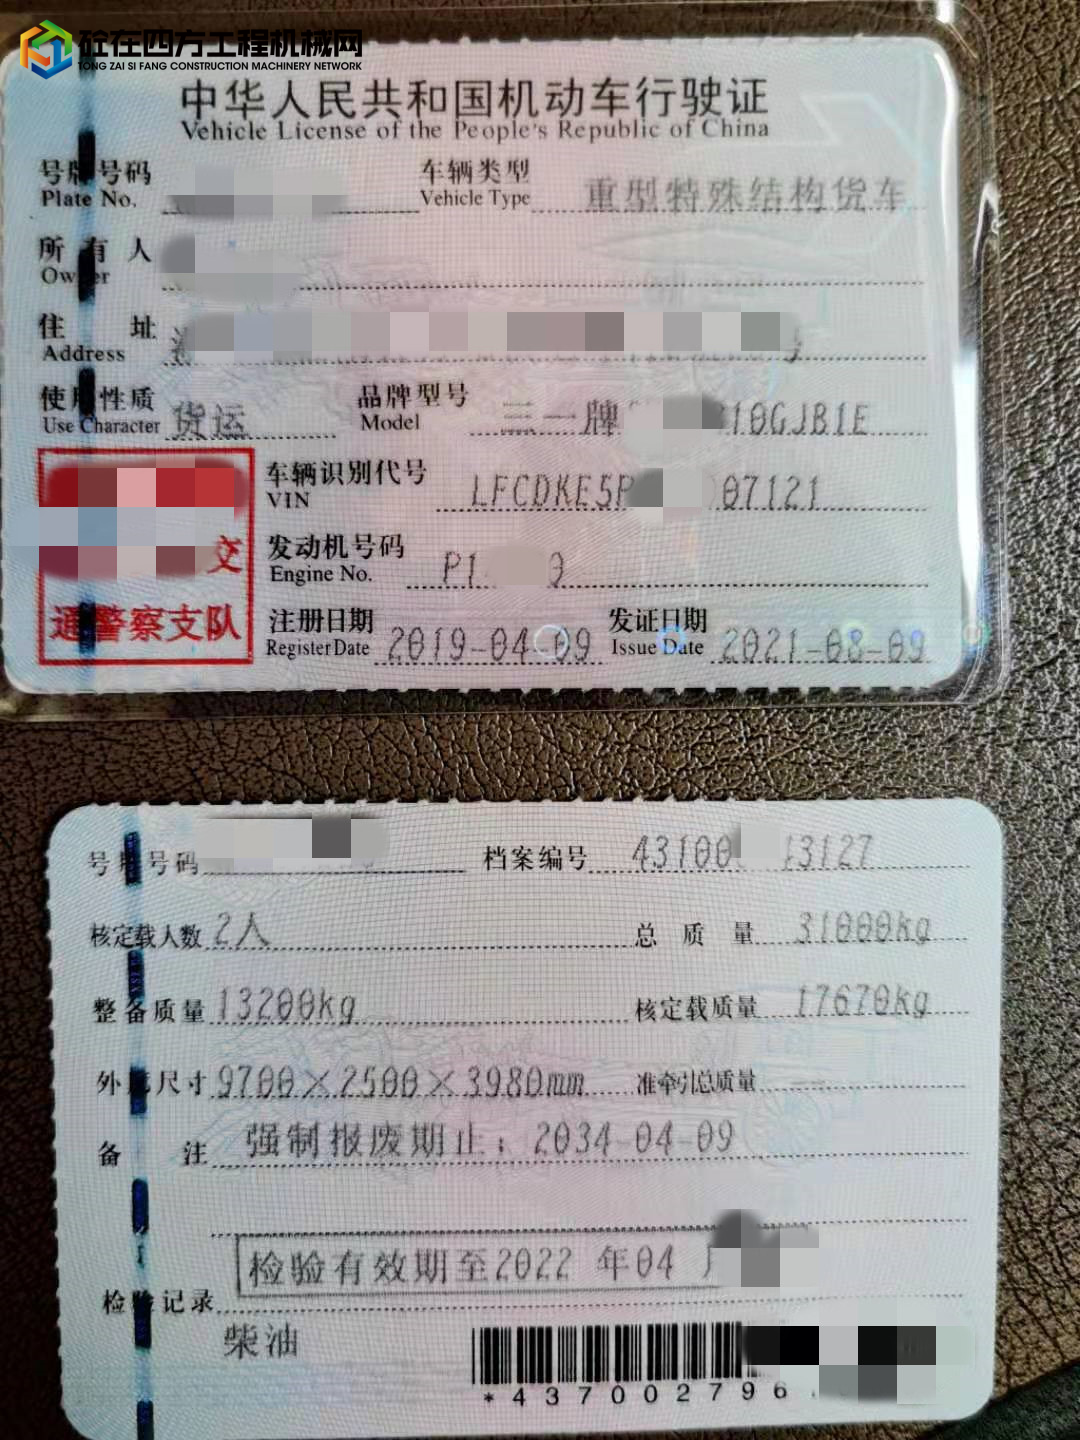 砼在四方工程机械网
TONG ZAI SI FANG CONSTRUCTION MACHINERY NETWORK
中华人民共和国机动车行驶证
Vehicle License of the People's Republic of China
号牌号码 车辆类型 重型特殊结构货车
Plate No. Vehicle Type
所有人
Owner
住址
Address
使用性质 货运 品牌型号 三一牌 310GJB1E
Use Character Model
车辆识别代号 LFCDKE5P 07121
VIN
发动机号码 P1
Engine No.
交
通警察支队
注册日期 2019-04-09 发证日期 2021-08-09
Register Date Issue Date
号牌号码 档案编号 43100 13127
核定载人数 2人 总质量 31000kg
整备质量 13200kg 核定载质量 17670kg
外廓尺寸 9700×2500×3980mm 准牵引总质量 --
备注 强制报废期止:2034-04-09
检验有效期至2022 年04
检验记录
柴油
*437002796